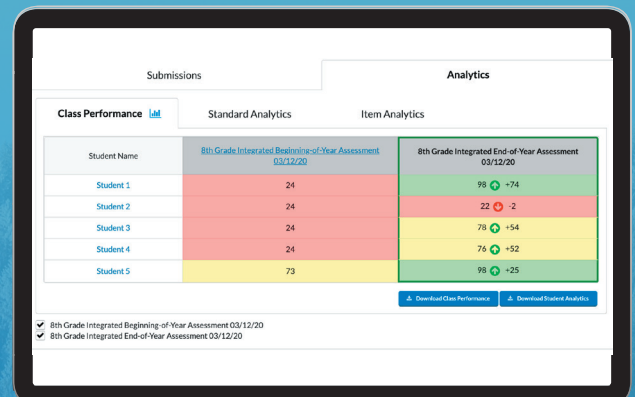 Submissions
Analytics
Class Performance
Standard Analytics
Item Analytics
Student Name
8th Grade Integrated Beginning-of-Year Assessment
03/12/20
8th Grade Integrated End-of-Year Assessment
03/12/20
Student 1
24
98 +74
Student 2
24
22 -2
Student 3
24
78 +54
Student 4
24
76 +52
Student 5
73
98 +25
Download Class Performance
Download Student Analytics
8th Grade Integrated Beginning-of-Year Assessment 03/12/20
8th Grade Integrated End-of-Year Assessment 03/12/20